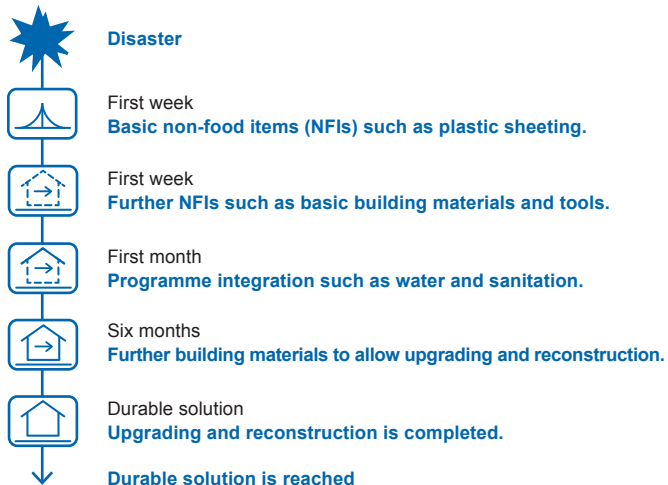 Disaster
First week
Basic non-food items (NFIs) such as plastic sheeting.
First week
Further NFIs such as basic building materials and tools.
First month
Programme integration such as water and sanitation.
Six months
Further building materials to allow upgrading and reconstruction.
Durable solution
Upgrading and reconstruction is completed.
Durable solution is reached